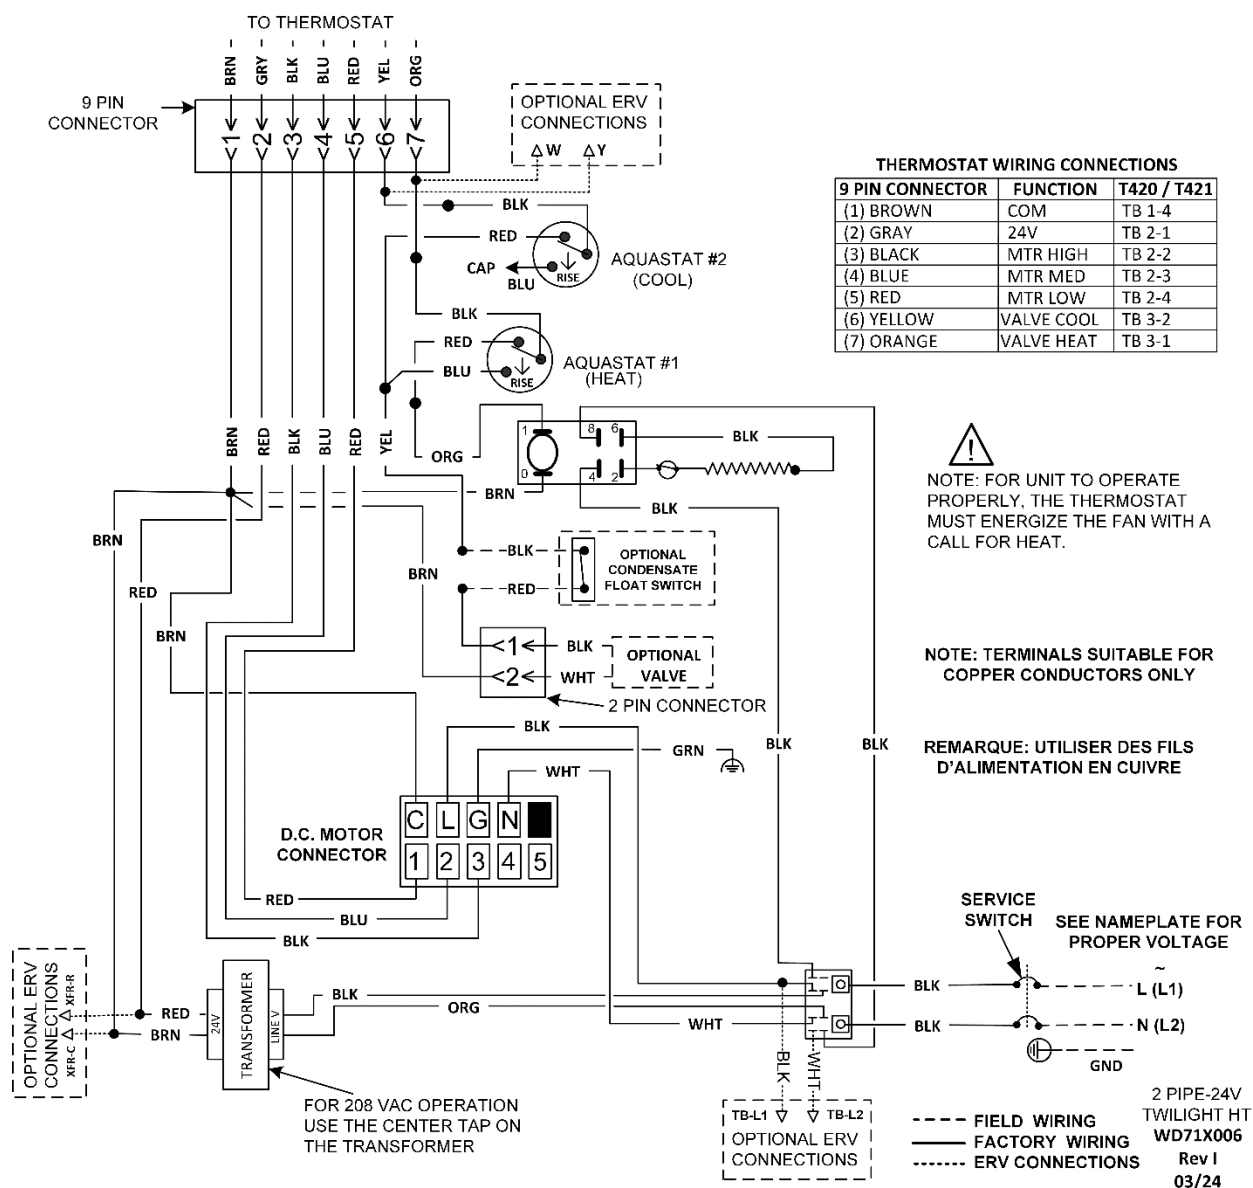 TO THERMOSTAT
BRN
GRY
BLK
BLU
RED
YEL
ORG
9 PIN
CONNECTOR
1
2
3
4
5
6
7
OPTIONAL ERV
CONNECTIONS
W
Y
BLK
RED
CAP
BLU
RISE
AQUASTAT #2
(COOL)
BLK
RED
BLU
RISE
AQUASTAT #1
(HEAT)
THERMOSTAT WIRING CONNECTIONS
9 PIN CONNECTOR FUNCTION T420 / T421
(1) BROWN COM TB 1-4
(2) GRAY 24V TB 2-1
(3) BLACK MTR HIGH TB 2-2
(4) BLUE MTR MED TB 2-3
(5) RED MTR LOW TB 2-4
(6) YELLOW VALVE COOL TB 3-2
(7) ORANGE VALVE HEAT TB 3-1
BRN
RED
BLK
BLU
RED
YEL
ORG
BRN
1
0
8
6
4
2
BLK
BLK
NOTE: FOR UNIT TO OPERATE
PROPERLY, THE THERMOSTAT
MUST ENERGIZE THE FAN WITH A
CALL FOR HEAT.
BRN
RED
BRN
BRN
BLK
RED
OPTIONAL
CONDENSATE
FLOAT SWITCH
1
2
BLK
WHT
OPTIONAL
VALVE
2 PIN CONNECTOR
NOTE: TERMINALS SUITABLE FOR
COPPER CONDUCTORS ONLY
REMARQUE: UTILISER DES FILS
D'ALIMENTATION EN CUIVRE
BLK
GRN
WHT
BLK
BLK
D.C. MOTOR
CONNECTOR
C L G N
1 2 3 4 5
RED
BLU
BLK
SERVICE
SWITCH
SEE NAMEPLATE FOR
PROPER VOLTAGE
~
L (L1)
N (L2)
GND
BLK
BLK
OPTIONAL ERV
CONNECTIONS
XFR-R
XFR-C
RED
BRN
24V
TRANSFORMER
LINE V
BLK
ORG
WHT
FOR 208 VAC OPERATION
USE THE CENTER TAP ON
THE TRANSFORMER
BLK
WHT
TB-L1
TB-L2
OPTIONAL ERV
CONNECTIONS
FIELD WIRING
FACTORY WIRING
ERV CONNECTIONS
2 PIPE-24V
TWILIGHT HT
WD71X006
Rev I
03/24